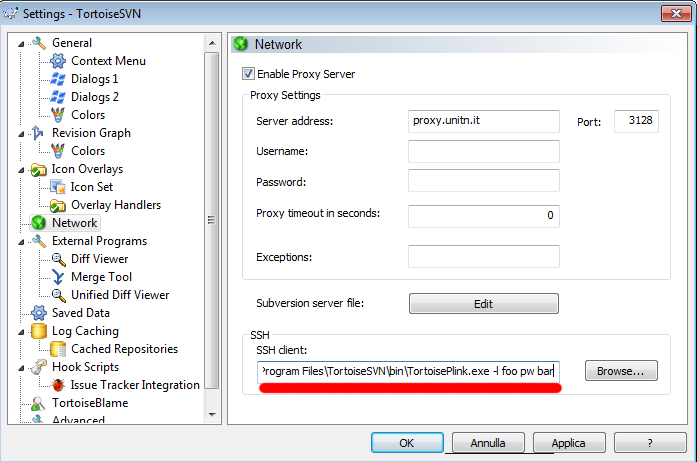 Settings - TortoiseSVN
General
Context Menu
Dialogs 1
Dialogs 2
Colors
Revision Graph
Colors
Icon Overlays
Icon Set
Overlay Handlers
Network
External Programs
Diff Viewer
Merge Tool
Unified Diff Viewer
Saved Data
Log Caching
Cached Repositories
Hook Scripts
Issue Tracker Integration
TortoiseBlame
Advanced
Network
Enable Proxy Server
Proxy Settings
Server address: proxy.unitn.it Port: 3128
Username:
Password:
Proxy timeout in seconds: 0
Exceptions:
Subversion server file: Edit
SSH
SSH client:
Program Files\TortoiseSVN\bin\TortoisePlink.exe -l foo pw bar Browse...
OK Annulla Applica ?